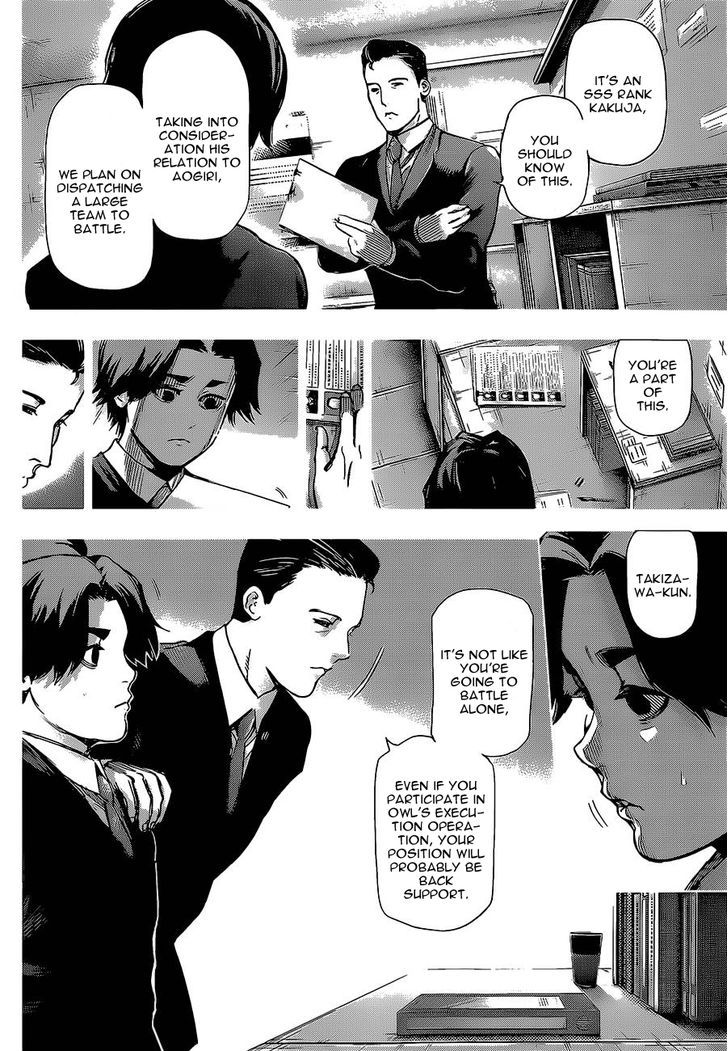 IT'S AN
SSS RANK
KAKUJA,
YOU
SHOULD
KNOW
OF THIS.
TAKING INTO
CONSIDER-
ATION HIS
RELATION TO
AOGIRI,
WE PLAN ON
DISPATCHING
A LARGE
TEAM TO
BATTLE.
YOU'RE
A PART
OF
THIS.
TAKIZA-
WA-KUN.
IT'S NOT LIKE
YOU'RE
GOING TO
BATTLE
ALONE,
EVEN IF YOU
PARTICIPATE IN
OWL'S EXECU-
TION OPERA-
TION, YOUR
POSITION WILL
PROBABLY BE
BACK
SUPPORT.